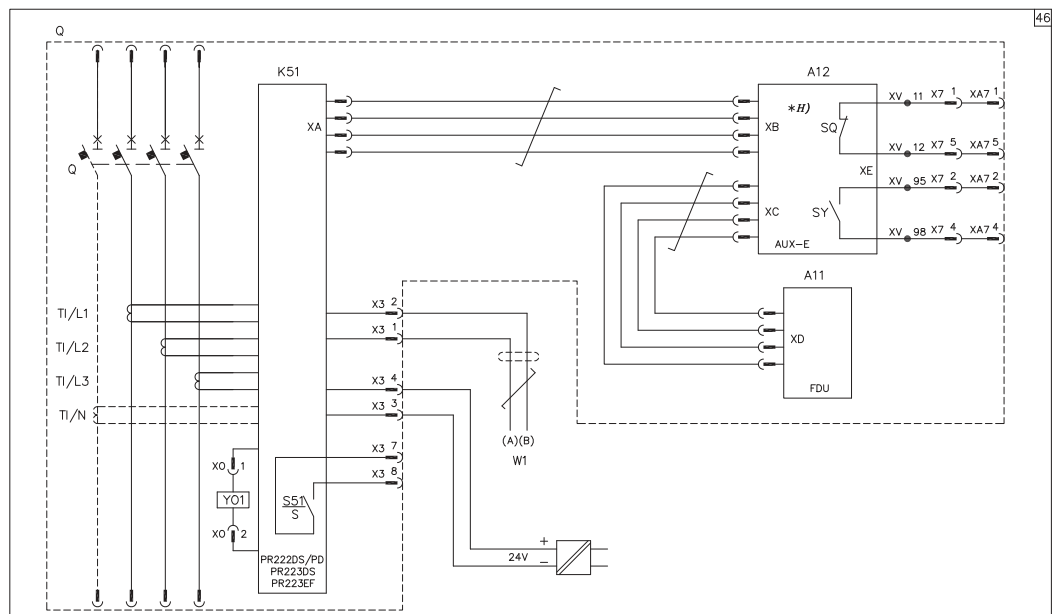 46
Q
K51
A12
XA
*H)
XB
SQ
XE
XV 11 X7 1 XA7 1
XV 12 X7 5 XA7 5
XV 95 X7 2 XA7 2
XC
SY
XV 98 X7 4 XA7 4
AUX-E
Q
A11
XD
FDU
TI/L1
TI/L2
TI/L3
TI/N
X3 2
X3 1
X3 4
X3 3
(A)(B)
W1
X3 7
X3 8
XO 1
YO1
XO 2
S51
S
PR222DS/PD
PR223DS
PR223EF
+
24V
−